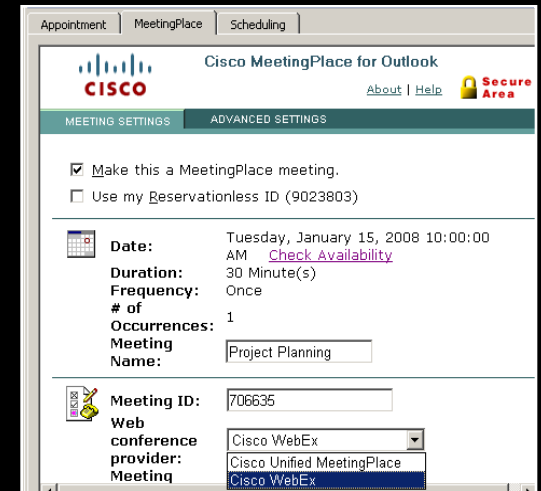 Appointment MeetingPlace Scheduling
Cisco MeetingPlace for Outlook
CISCO
About | Help
Secure Area
MEETING SETTINGS ADVANCED SETTINGS
Make this a MeetingPlace meeting.
Use my Reservationless ID (9023803)
Date: Tuesday, January 15, 2008 10:00:00
AM Check Availability
Duration: 30 Minute(s)
Frequency: Once
# of
Occurrences: 1
Meeting
Name: Project Planning
Meeting ID: 706635
Web
conference
provider: Cisco WebEx
Cisco Unified MeetingPlace
Meeting Cisco WebEx